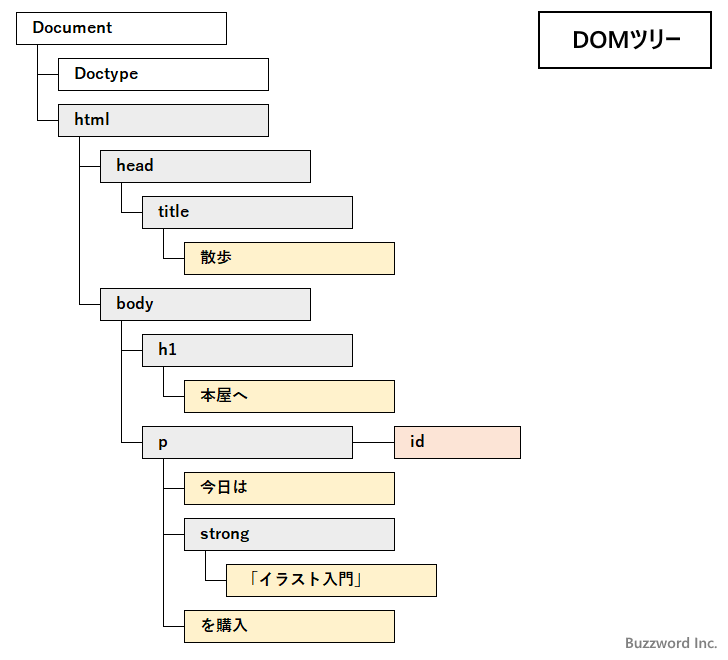 Document
DOMツリー
Doctype
html
head
title
散歩
body
h1
本屋へ
p
id
今日は
strong
「イラスト入門」
を購入
Buzzword Inc.